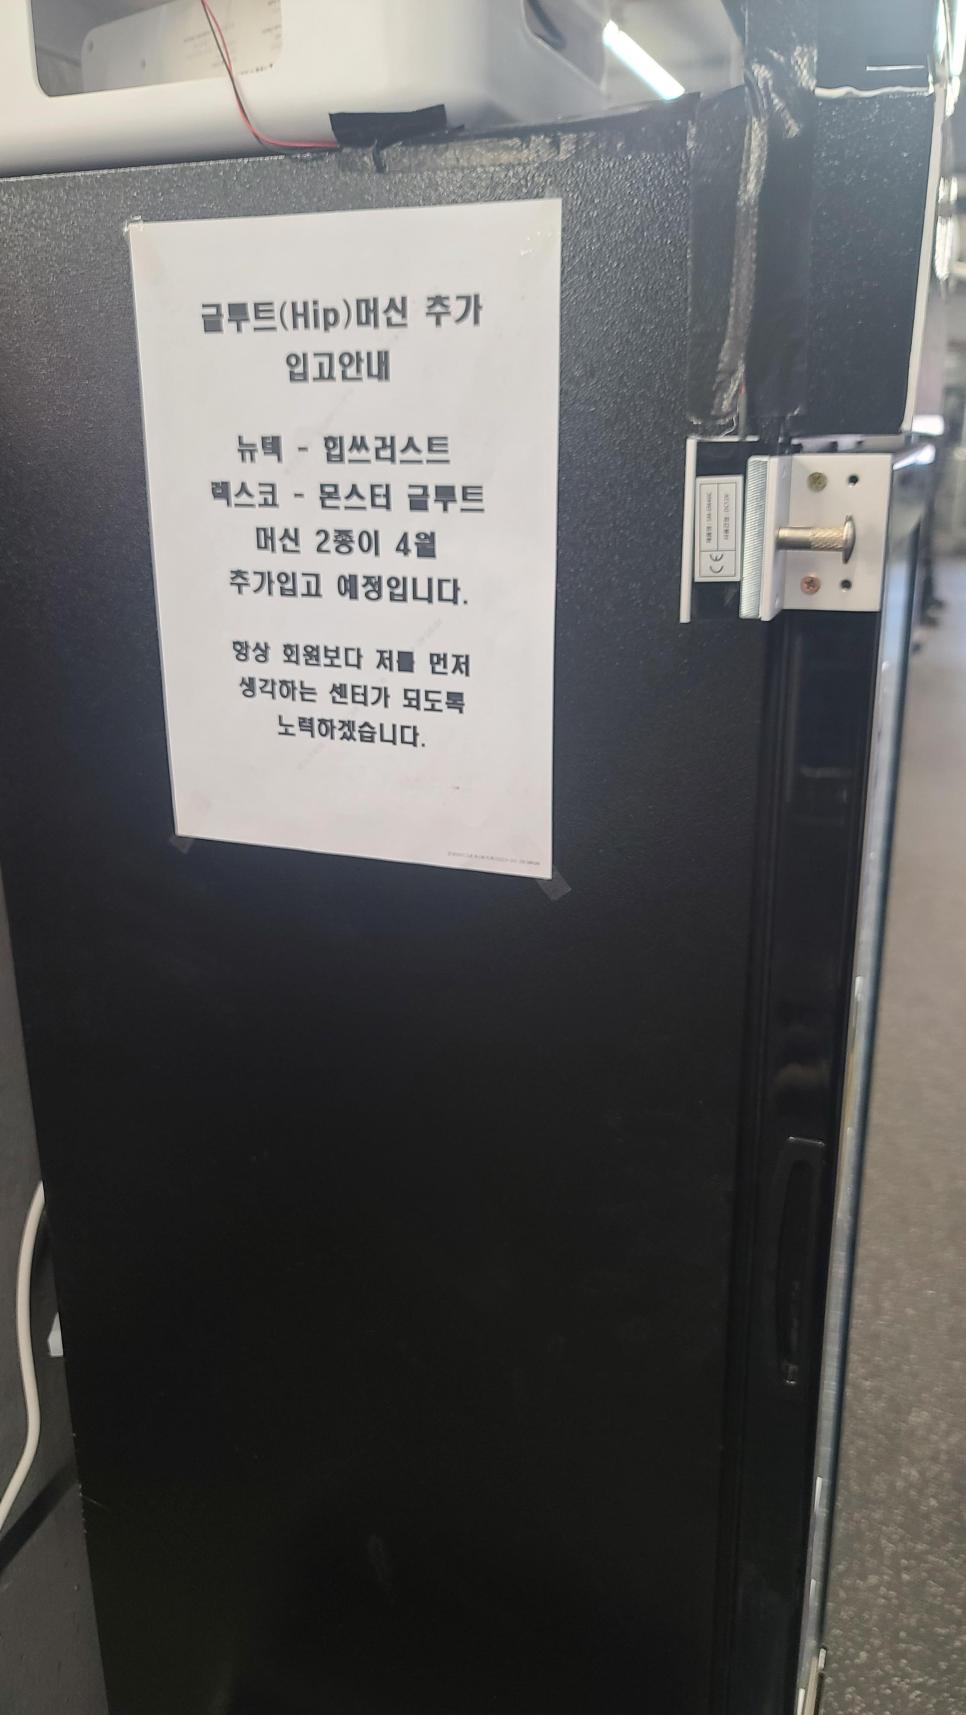 글루트(Hip)머신 추가
입고안내
뉴텍 - 힙쓰러스트
렉스코 - 몬스터 글루트
머신 2종이 4월
추가입고 예정입니다.
항상 회원보다 저를 먼저
생각하는 센터가 되도록
노력하겠습니다.
CE